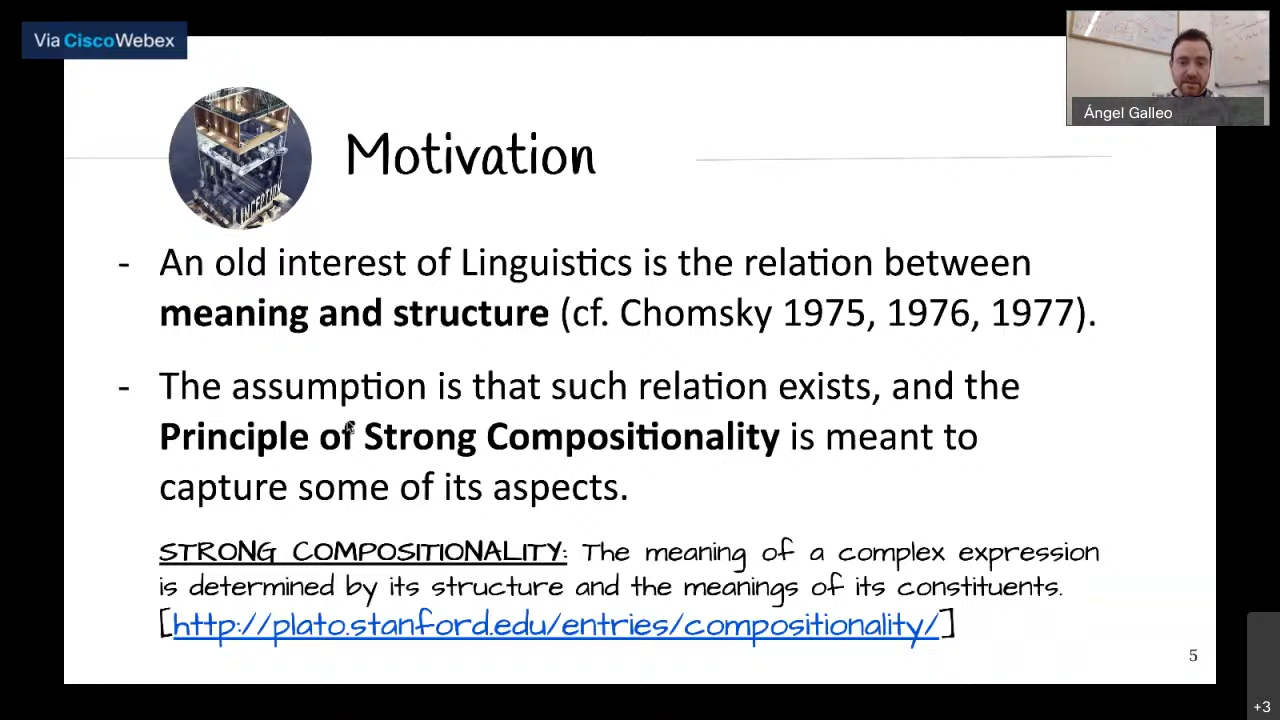 Via CiscoWebex
Ángel Galleo
INCEPTION
Motivation
- An old interest of Linguistics is the relation between
meaning and structure (cf. Chomsky 1975, 1976, 1977).
- The assumption is that such relation exists, and the
Principle of Strong Compositionality is meant to
capture some of its aspects.
STRONG COMPOSITIONALITY: The meaning of a complex expression
is determined by its structure and the meanings of its constituents.
[http://plato.stanford.edu/entries/compositionality/]
5
+3